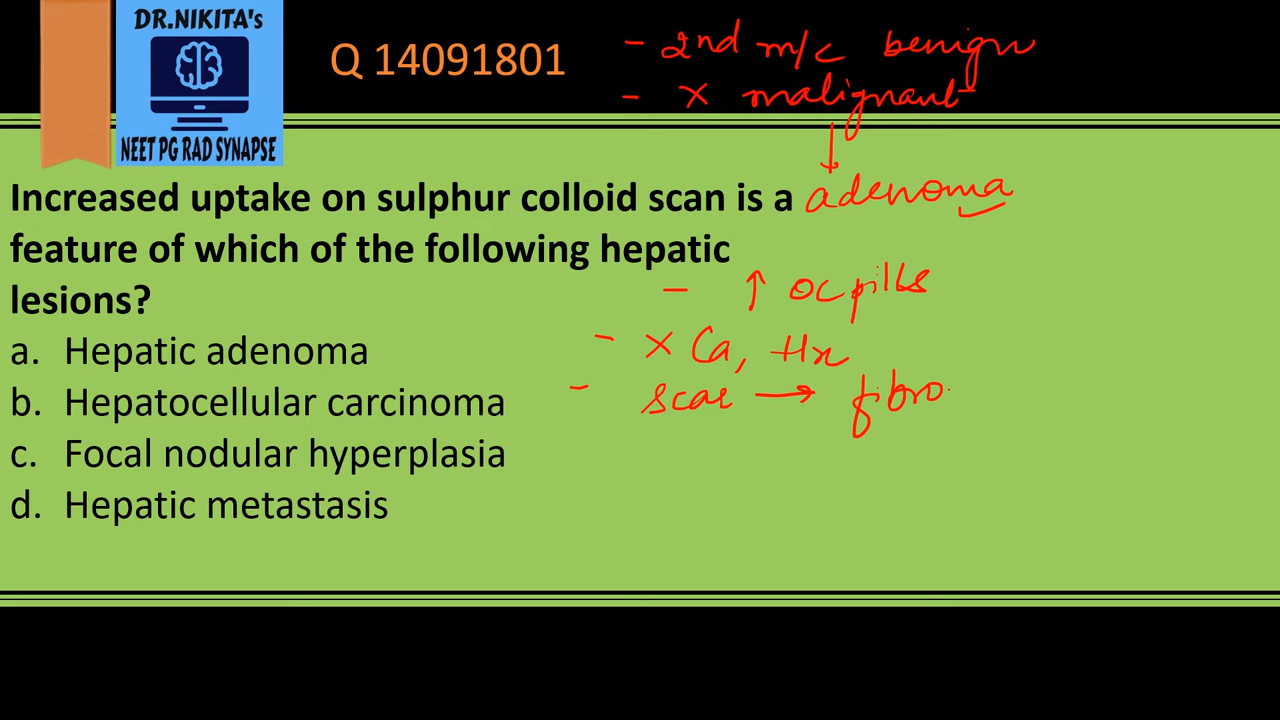 DR.NIKITA's
NEET PG RAD SYNAPSE
Q 14091801
- 2nd m/c benign
- x malignant
↓
adenoma
Increased uptake on sulphur colloid scan is a
feature of which of the following hepatic
lesions?
- ↑ oc pills
- x Ca, Hx
- scar → fibro
a. Hepatic adenoma
b. Hepatocellular carcinoma
c. Focal nodular hyperplasia
d. Hepatic metastasis